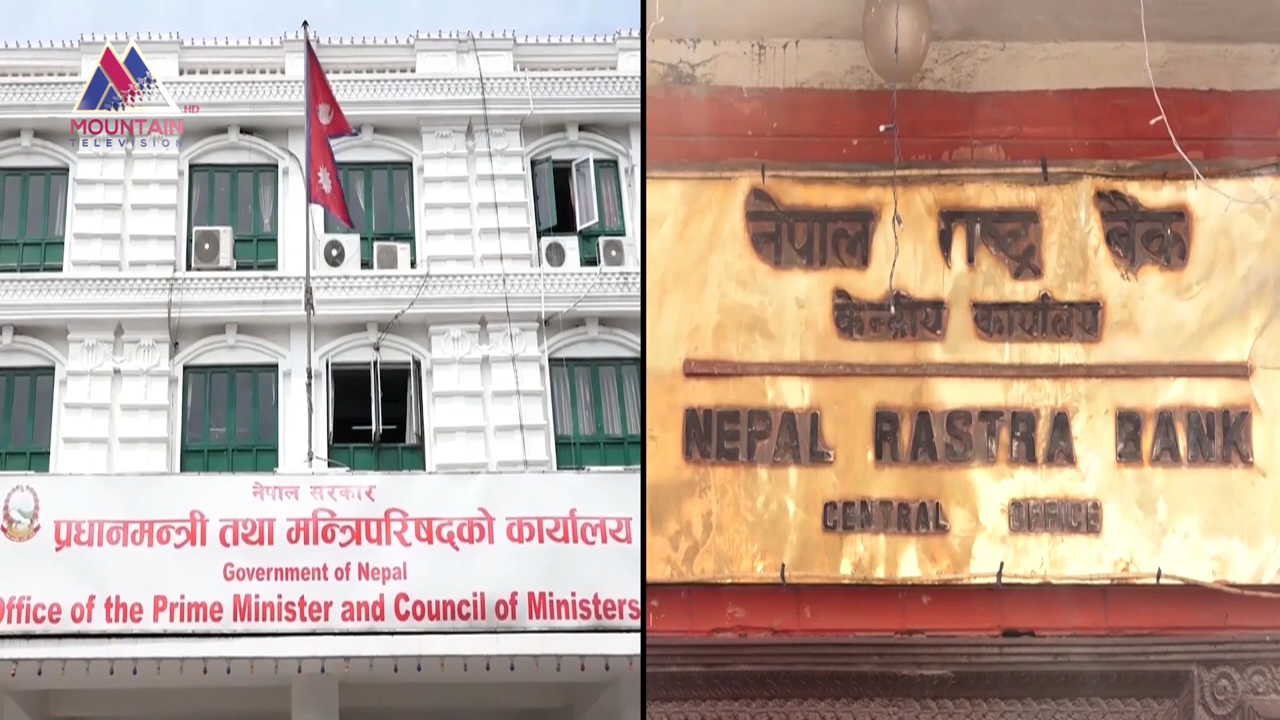 MOUNTAIN
TELEVISION
HD
नेपाल सरकार
प्रधानमन्त्री तथा मन्त्रिपरिषद्को कार्यालय
Government of Nepal
Office of the Prime Minister and Council of Ministers
नेपाल राष्ट्र बैंक
केन्द्रीय कार्यालय
NEPAL RASTRA BANK
CENTRAL OFFICE